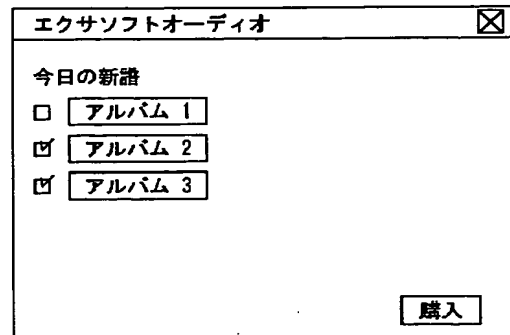 エクサソフトオーディオ
今日の新譜
アルバム 1
アルバム 2
アルバム 3
購入